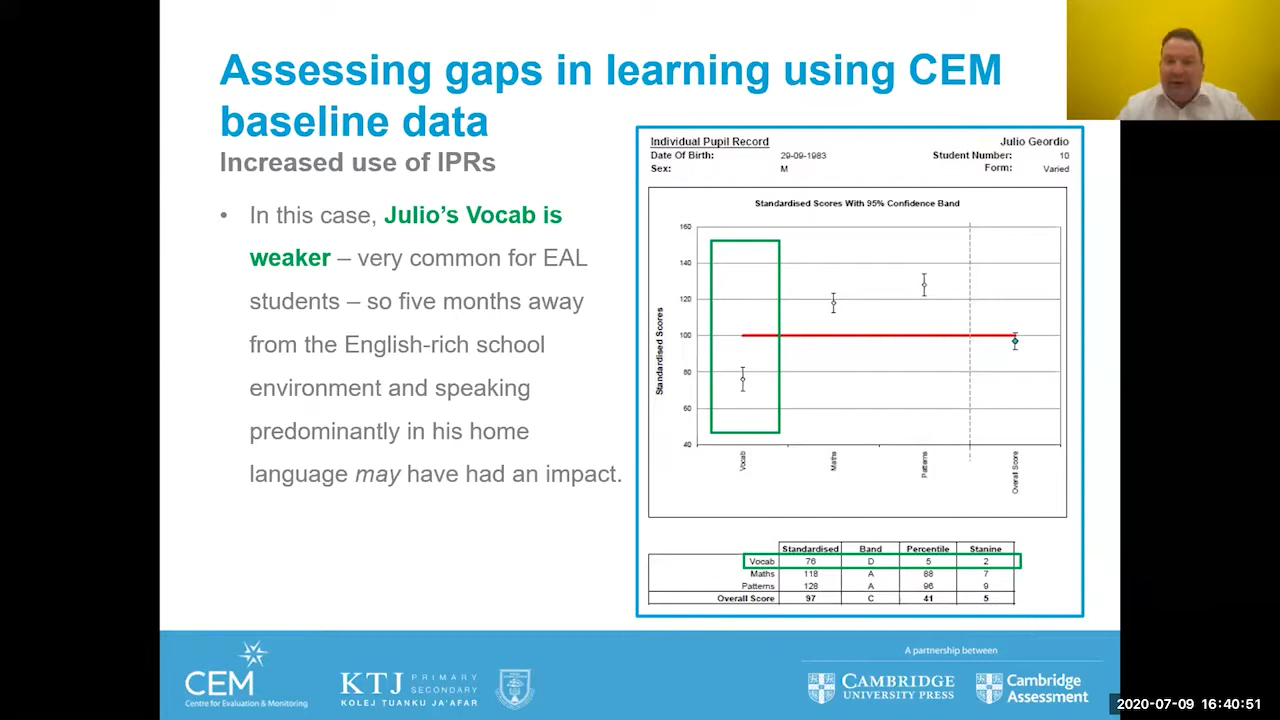 Assessing gaps in learning using CEM
baseline data
Increased use of IPRs
• In this case, Julio's Vocab is
weaker – very common for EAL
students – so five months away
from the English-rich school
environment and speaking
predominantly in his home
language may have had an impact.
Individual Pupil Record Julio Geordio
Date Of Birth: 29-09-1983 Student Number: 10
Sex: M Form: Varied
Standardised Scores With 95% Confidence Band
Standardised Scores
160
140
120
100
80
60
40
Vocab
Maths
Patterns
Overall Score
Standardised Band Percentile Stanine
Vocab 76 D 5 2
Maths 118 A 88 7
Patterns 128 A 96 9
Overall Score 97 C 41 5
CEM
Centre for Evaluation & Monitoring
KTJ PRIMARY
SECONDARY
KOLEJ TUANKU JA'AFAR
A partnership between
CAMBRIDGE
UNIVERSITY PRESS
Cambridge
Assessment
2020-07-09 16:40:51